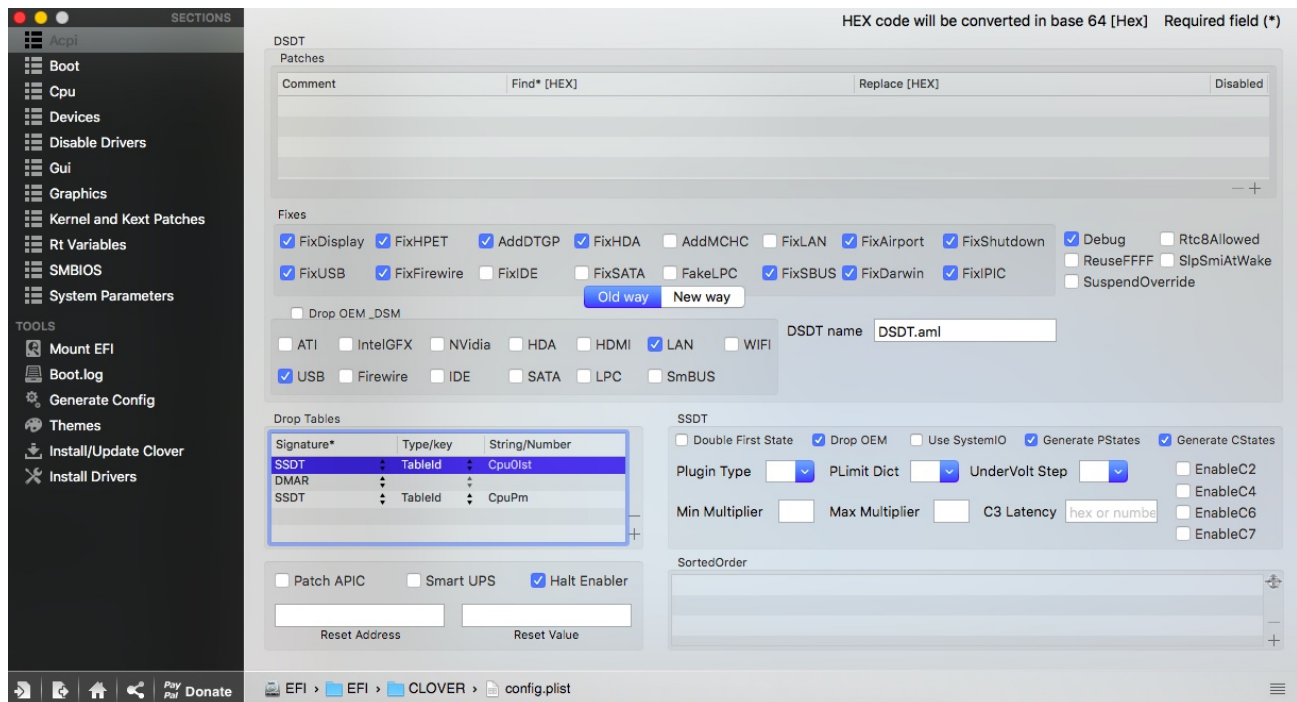 SECTIONS
HEX code will be converted in base 64 [Hex] Required field (*)
Acpi
Boot
Cpu
Devices
Disable Drivers
Gui
Graphics
Kernel and Kext Patches
Rt Variables
SMBIOS
System Parameters
TOOLS
Mount EFI
Boot.log
Generate Config
Themes
Install/Update Clover
Install Drivers
DSDT
Patches
Comment Find* [HEX] Replace [HEX] Disabled
Fixes
FixDisplay FixHPET AddDTGP FixHDA AddMCHC FixLAN FixAirport FixShutdown
FixUSB FixFirewire FixIDE FixSATA FakeLPC FixSBUS FixDarwin FixIPIC
Debug Rtc8Allowed
ReuseFFFF SlpSmiAtWake
SuspendOverride
Old way New way
Drop OEM _DSM
ATI IntelGFX NVidia HDA HDMI LAN WIFI
USB Firewire IDE SATA LPC SmBUS
DSDT name DSDT.aml
Drop Tables
Signature* Type/key String/Number
SSDT TableId Cpu0Ist
DMAR
SSDT TableId CpuPm
SSDT
Double First State Drop OEM Use SystemIO Generate PStates Generate CStates
Plugin Type PLimit Dict UnderVolt Step
Min Multiplier Max Multiplier C3 Latency hex or numbe
EnableC2
EnableC4
EnableC6
EnableC7
Patch APIC Smart UPS Halt Enabler
Reset Address Reset Value
SortedOrder
Pay
Pal Donate
EFI › EFI › CLOVER › config.plist